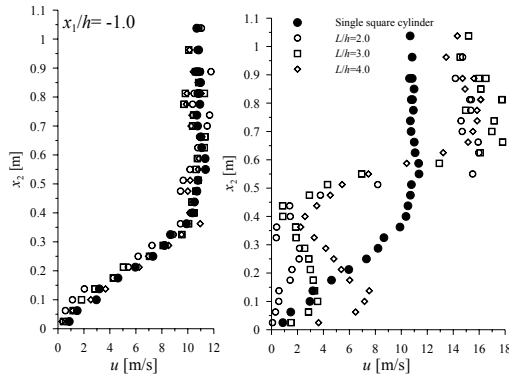 x1/h= -1.0
1.1
1
0.9
0.8
0.7
0.6
0.5
0.4
0.3
0.2
0.1
0
x2 [m]
0 2 4 6 8 10 12
u [m/s]
Single square cylinder
L/h=2.0
L/h=3.0
L/h=4.0
1.1
1
0.9
0.8
0.7
0.6
0.5
0.4
0.3
0.2
0.1
0
x2 [m]
0 2 4 6 8 10 12 14 16 18
u [m/s]